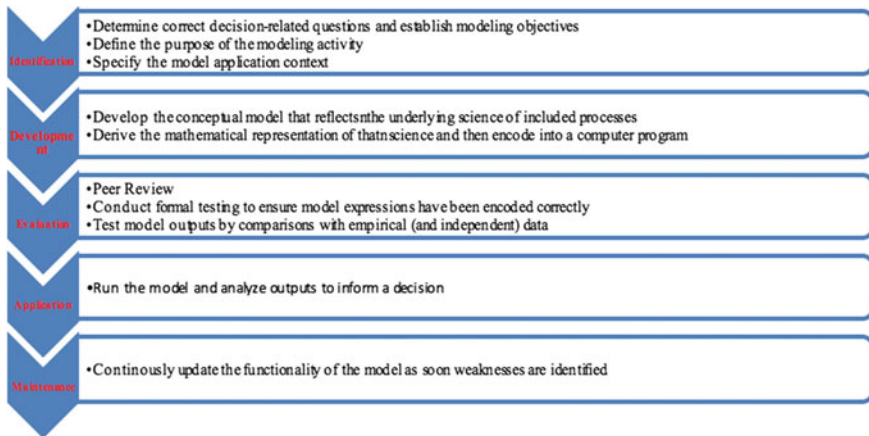 Identification
•Determine correct decision-related questions and establish modeling objectives
•Define the purpose of the modeling activity
•Specify the model application context
Developme
nt
•Develop the conceptual model that reflectsnthe underlying science of included processes
•Derive the mathematical representation of thatnscience and then encode into a computer program
Evaluation
•Peer Review
•Conduct formal testing to ensure model expressions have been encoded correctly
•Test model outputs by comparisons with empirical (and independent) data
Application
•Run the model and analyze outputs to inform a decision
Maintenance
•Continously update the functionality of the model as soon weaknesses are identified